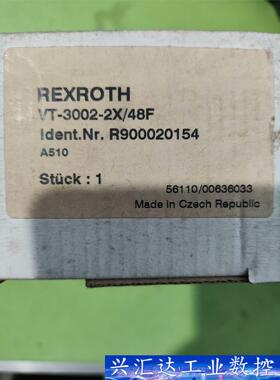 REXROTH
VT-3002-2X/48F
Ident.Nr. R900020154
A510
Stück : 1
56110/00636033
Made in Czech Republic
兴汇达工业数控